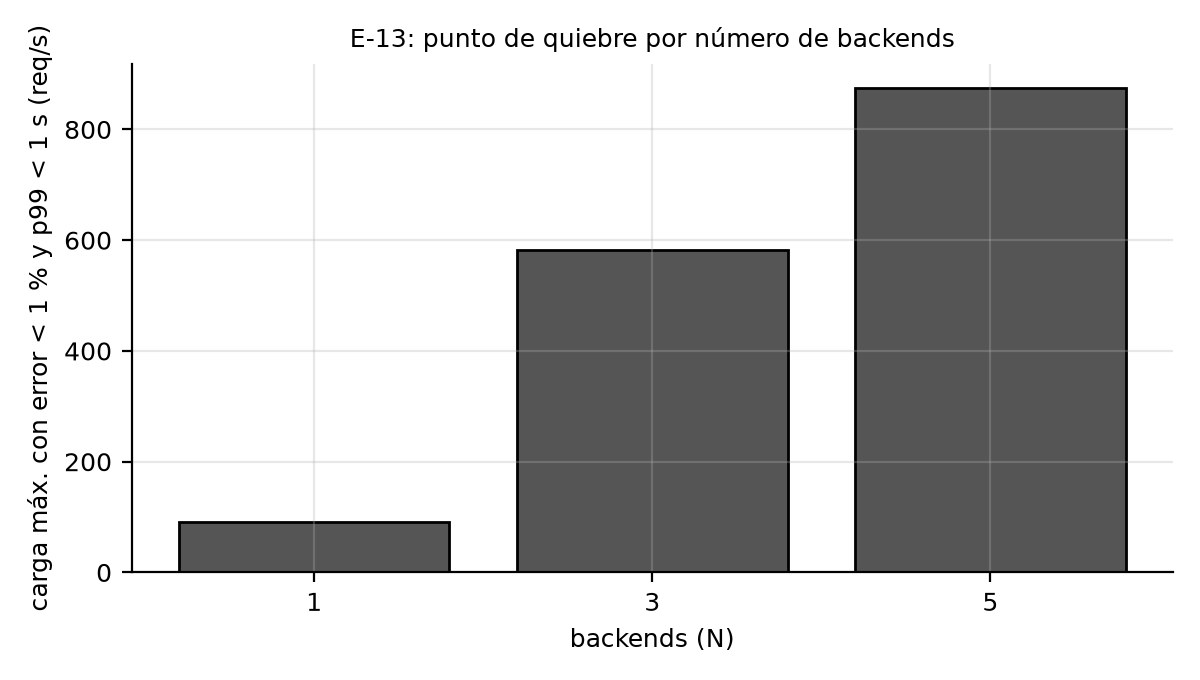 E-13: punto de quiebre por número de backends
carga máx. con error < 1 % y p99 < 1 s (req/s)
800
600
400
200
0
1
3
5
backends (N)